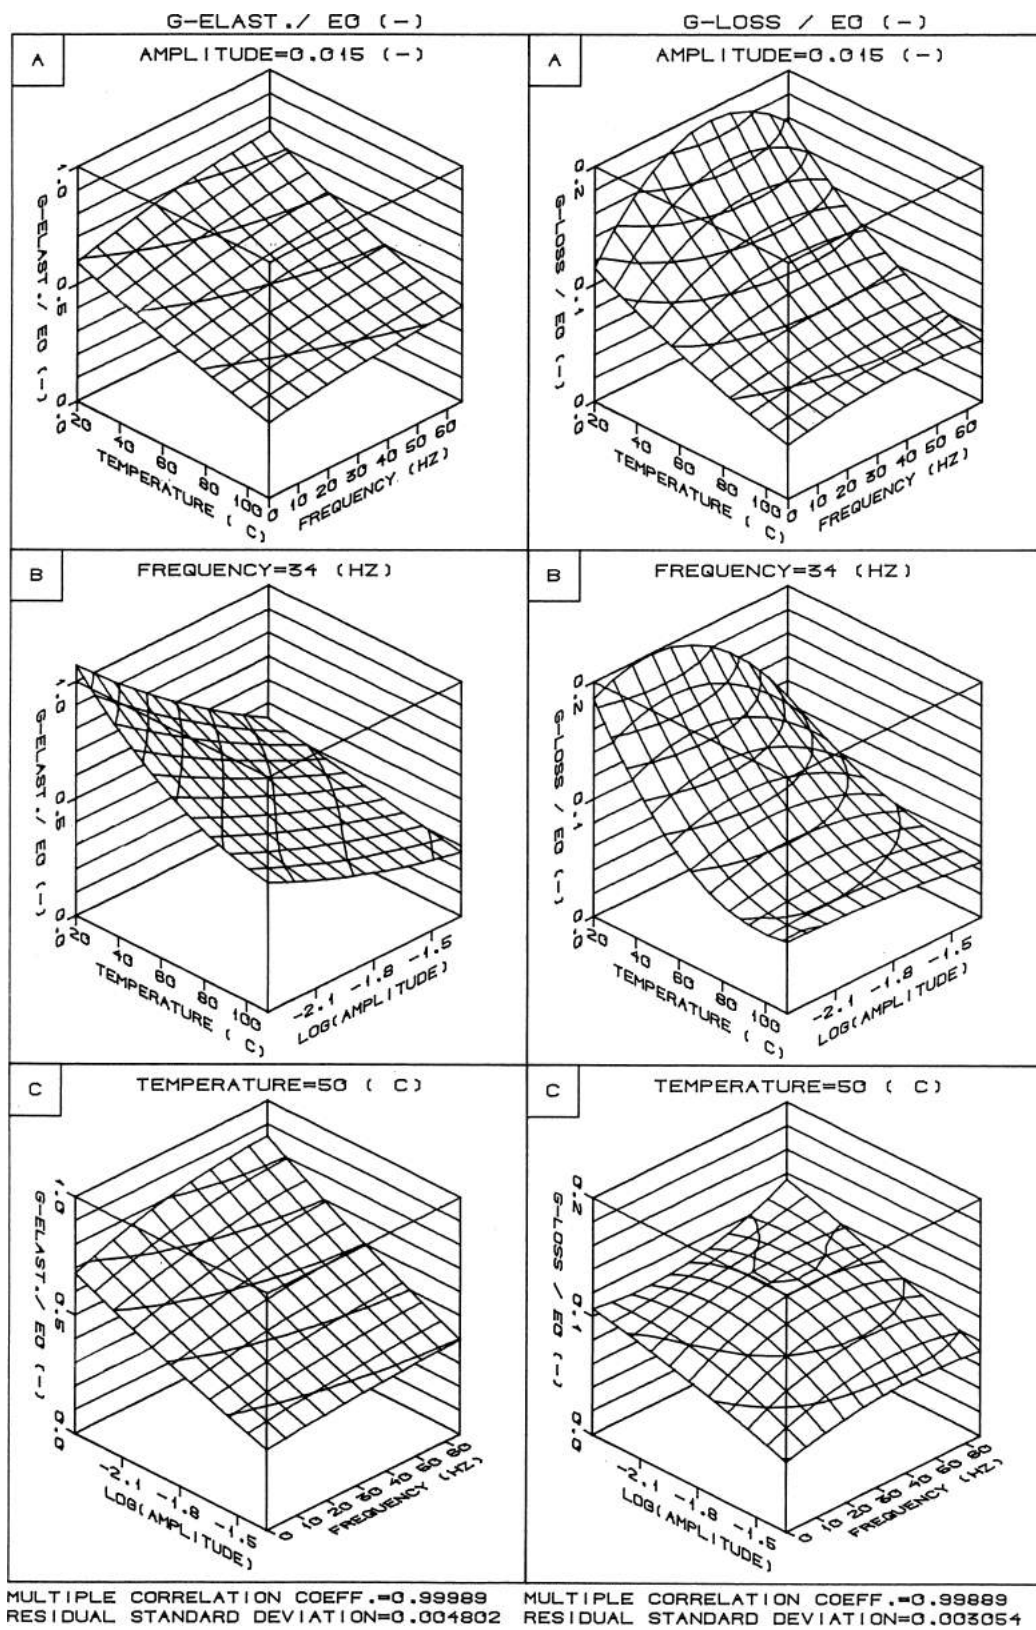 G-ELAST./ E0 (-)
G-LOSS / E0 (-)
A
AMPLITUDE=0.015 (-)
1.0
0.5
0.0
G-ELAST./ E0 (-)
20 40 60 80 100
TEMPERATURE ( C)
0 10 20 30 40 50 60
FREQUENCY (HZ)
A
AMPLITUDE=0.015 (-)
0.2
0.1
0.0
G-LOSS / E0 (-)
20 40 60 80 100
TEMPERATURE ( C)
0 10 20 30 40 50 60
FREQUENCY (HZ)
B
FREQUENCY=34 (HZ)
1.0
0.5
0.0
G-ELAST./ E0 (-)
20 40 60 80 100
TEMPERATURE ( C)
-2.1 -1.8 -1.5
LOG(AMPLITUDE)
B
FREQUENCY=34 (HZ)
0.2
0.1
0.0
G-LOSS / E0 (-)
20 40 60 80 100
TEMPERATURE ( C)
-2.1 -1.8 -1.5
LOG(AMPLITUDE)
C
TEMPERATURE=50 ( C)
1.0
0.5
0.0
G-ELAST./ E0 (-)
-2.1 -1.8 -1.5
LOG(AMPLITUDE)
0 10 20 30 40 50 60
FREQUENCY (HZ)
C
TEMPERATURE=50 ( C)
0.2
0.1
0.0
G-LOSS / E0 (-)
-2.1 -1.8 -1.5
LOG(AMPLITUDE)
0 10 20 30 40 50 60
FREQUENCY (HZ)
MULTIPLE CORRELATION COEFF.=0.99989
RESIDUAL STANDARD DEVIATION=0.004802
MULTIPLE CORRELATION COEFF.=0.99889
RESIDUAL STANDARD DEVIATION=0.003054